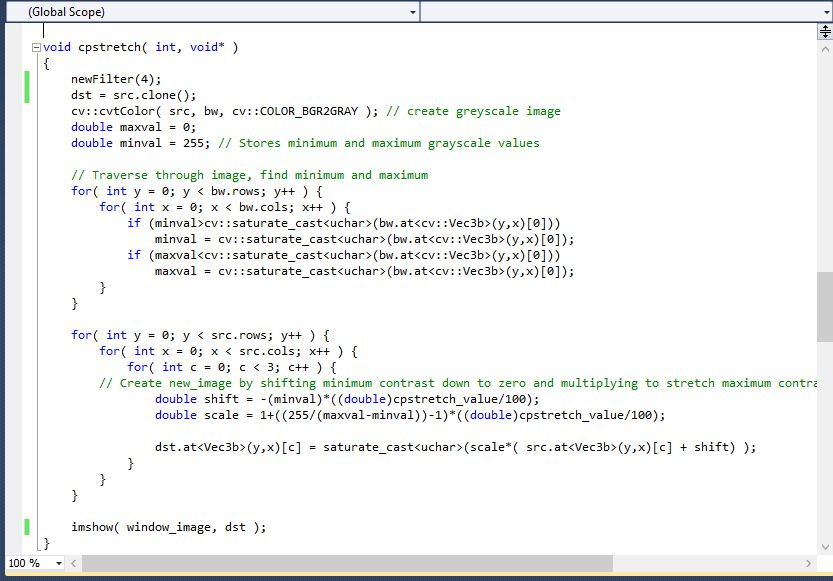 (Global Scope)
void cpstretch( int, void* )
{
newFilter(4);
dst = src.clone();
cv::cvtColor( src, bw, cv::COLOR_BGR2GRAY ); // create greyscale image
double maxval = 0;
double minval = 255; // Stores minimum and maximum grayscale values
// Traverse through image, find minimum and maximum
for( int y = 0; y < bw.rows; y++ ) {
for( int x = 0; x < bw.cols; x++ ) {
if (minval>cv::saturate_cast<uchar>(bw.at<cv::Vec3b>(y,x)[0]))
minval = cv::saturate_cast<uchar>(bw.at<cv::Vec3b>(y,x)[0]);
if (maxval<cv::saturate_cast<uchar>(bw.at<cv::Vec3b>(y,x)[0]))
maxval = cv::saturate_cast<uchar>(bw.at<cv::Vec3b>(y,x)[0]);
}
}
for( int y = 0; y < src.rows; y++ ) {
for( int x = 0; x < src.cols; x++ ) {
for( int c = 0; c < 3; c++ ) {
// Create new_image by shifting minimum contrast down to zero and multiplying to stretch maximum contra
double shift = -(minval)*((double)cpstretch_value/100);
double scale = 1+((255/(maxval-minval))-1)*((double)cpstretch_value/100);
dst.at<Vec3b>(y,x)[c] = saturate_cast<uchar>(scale*( src.at<Vec3b>(y,x)[c] + shift) );
}
}
}
imshow( window_image, dst );
}
100 %